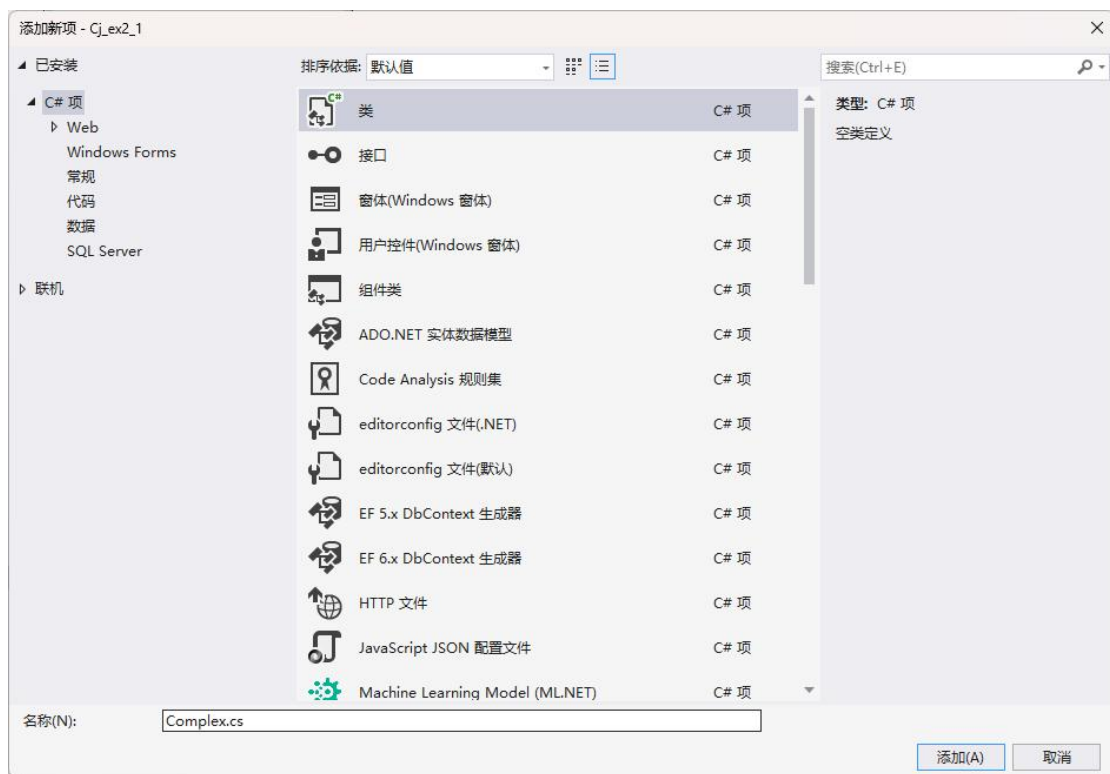 添加新项 - Cj_ex2_1
已安装
C# 项
Web
Windows Forms
常规
代码
数据
SQL Server
联机
排序依据: 默认值
类 C# 项
接口 C# 项
窗体(Windows 窗体) C# 项
用户控件(Windows 窗体) C# 项
组件类 C# 项
ADO.NET 实体数据模型 C# 项
Code Analysis 规则集 C# 项
editorconfig 文件(.NET) C# 项
editorconfig 文件(默认) C# 项
EF 5.x DbContext 生成器 C# 项
EF 6.x DbContext 生成器 C# 项
HTTP 文件 C# 项
JavaScript JSON 配置文件 C# 项
Machine Learning Model (ML.NET) C# 项
搜索(Ctrl+E)
类型: C# 项
空类定义
名称(N): Complex.cs
添加(A) 取消